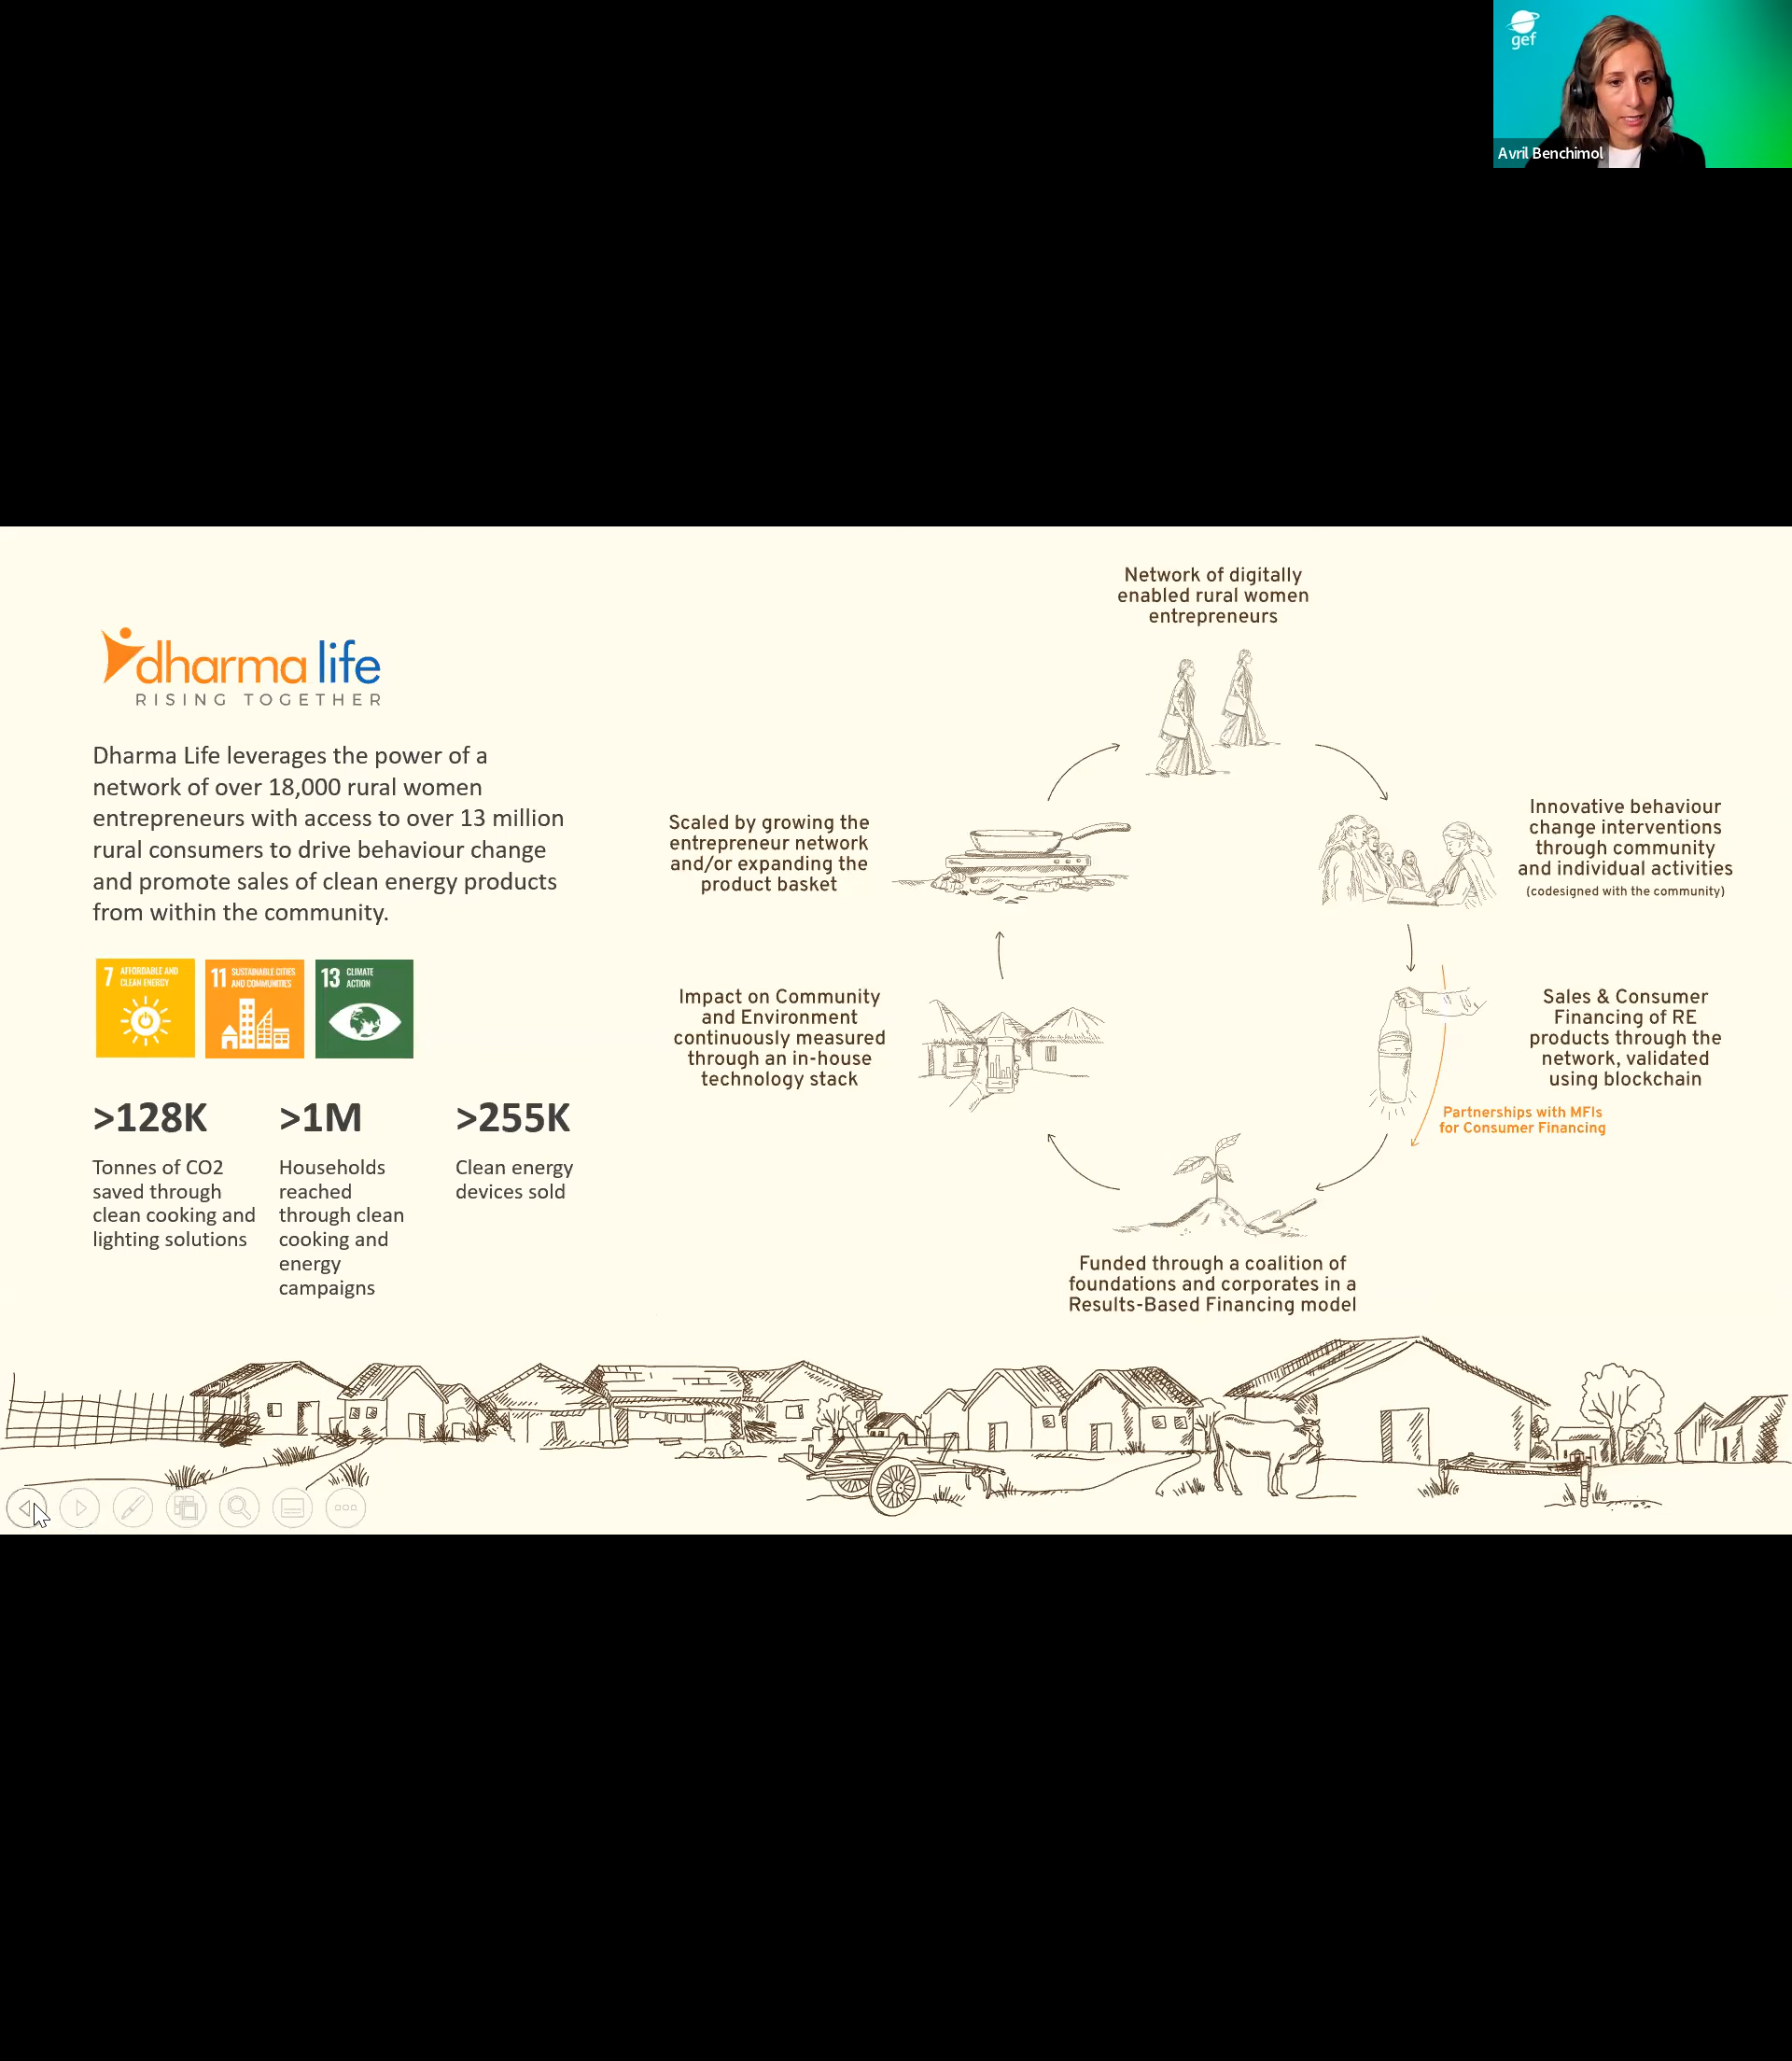 gef
Avril Benchimol
dharma life
RISING TOGETHER
Dharma Life leverages the power of a
network of over 18,000 rural women
entrepreneurs with access to over 13 million
rural consumers to drive behaviour change
and promote sales of clean energy products
from within the community.
7 AFFORDABLE AND
CLEAN ENERGY
11 SUSTAINABLE CITIES
AND COMMUNITIES
13 CLIMATE
ACTION
>128K
Tonnes of CO2
saved through
clean cooking and
lighting solutions
>1M
Households
reached
through clean
cooking and
energy
campaigns
>255K
Clean energy
devices sold
Network of digitally
enabled rural women
entrepreneurs
Innovative behaviour
change interventions
through community
and individual activities
(codesigned with the community)
Sales & Consumer
Financing of RE
products through the
network, validated
using blockchain
Partnerships with MFIs
for Consumer Financing
Funded through a coalition of
foundations and corporates in a
Results-Based Financing model
Impact on Community
and Environment
continuously measured
through an in-house
technology stack
Scaled by growing the
entrepreneur network
and/or expanding the
product basket